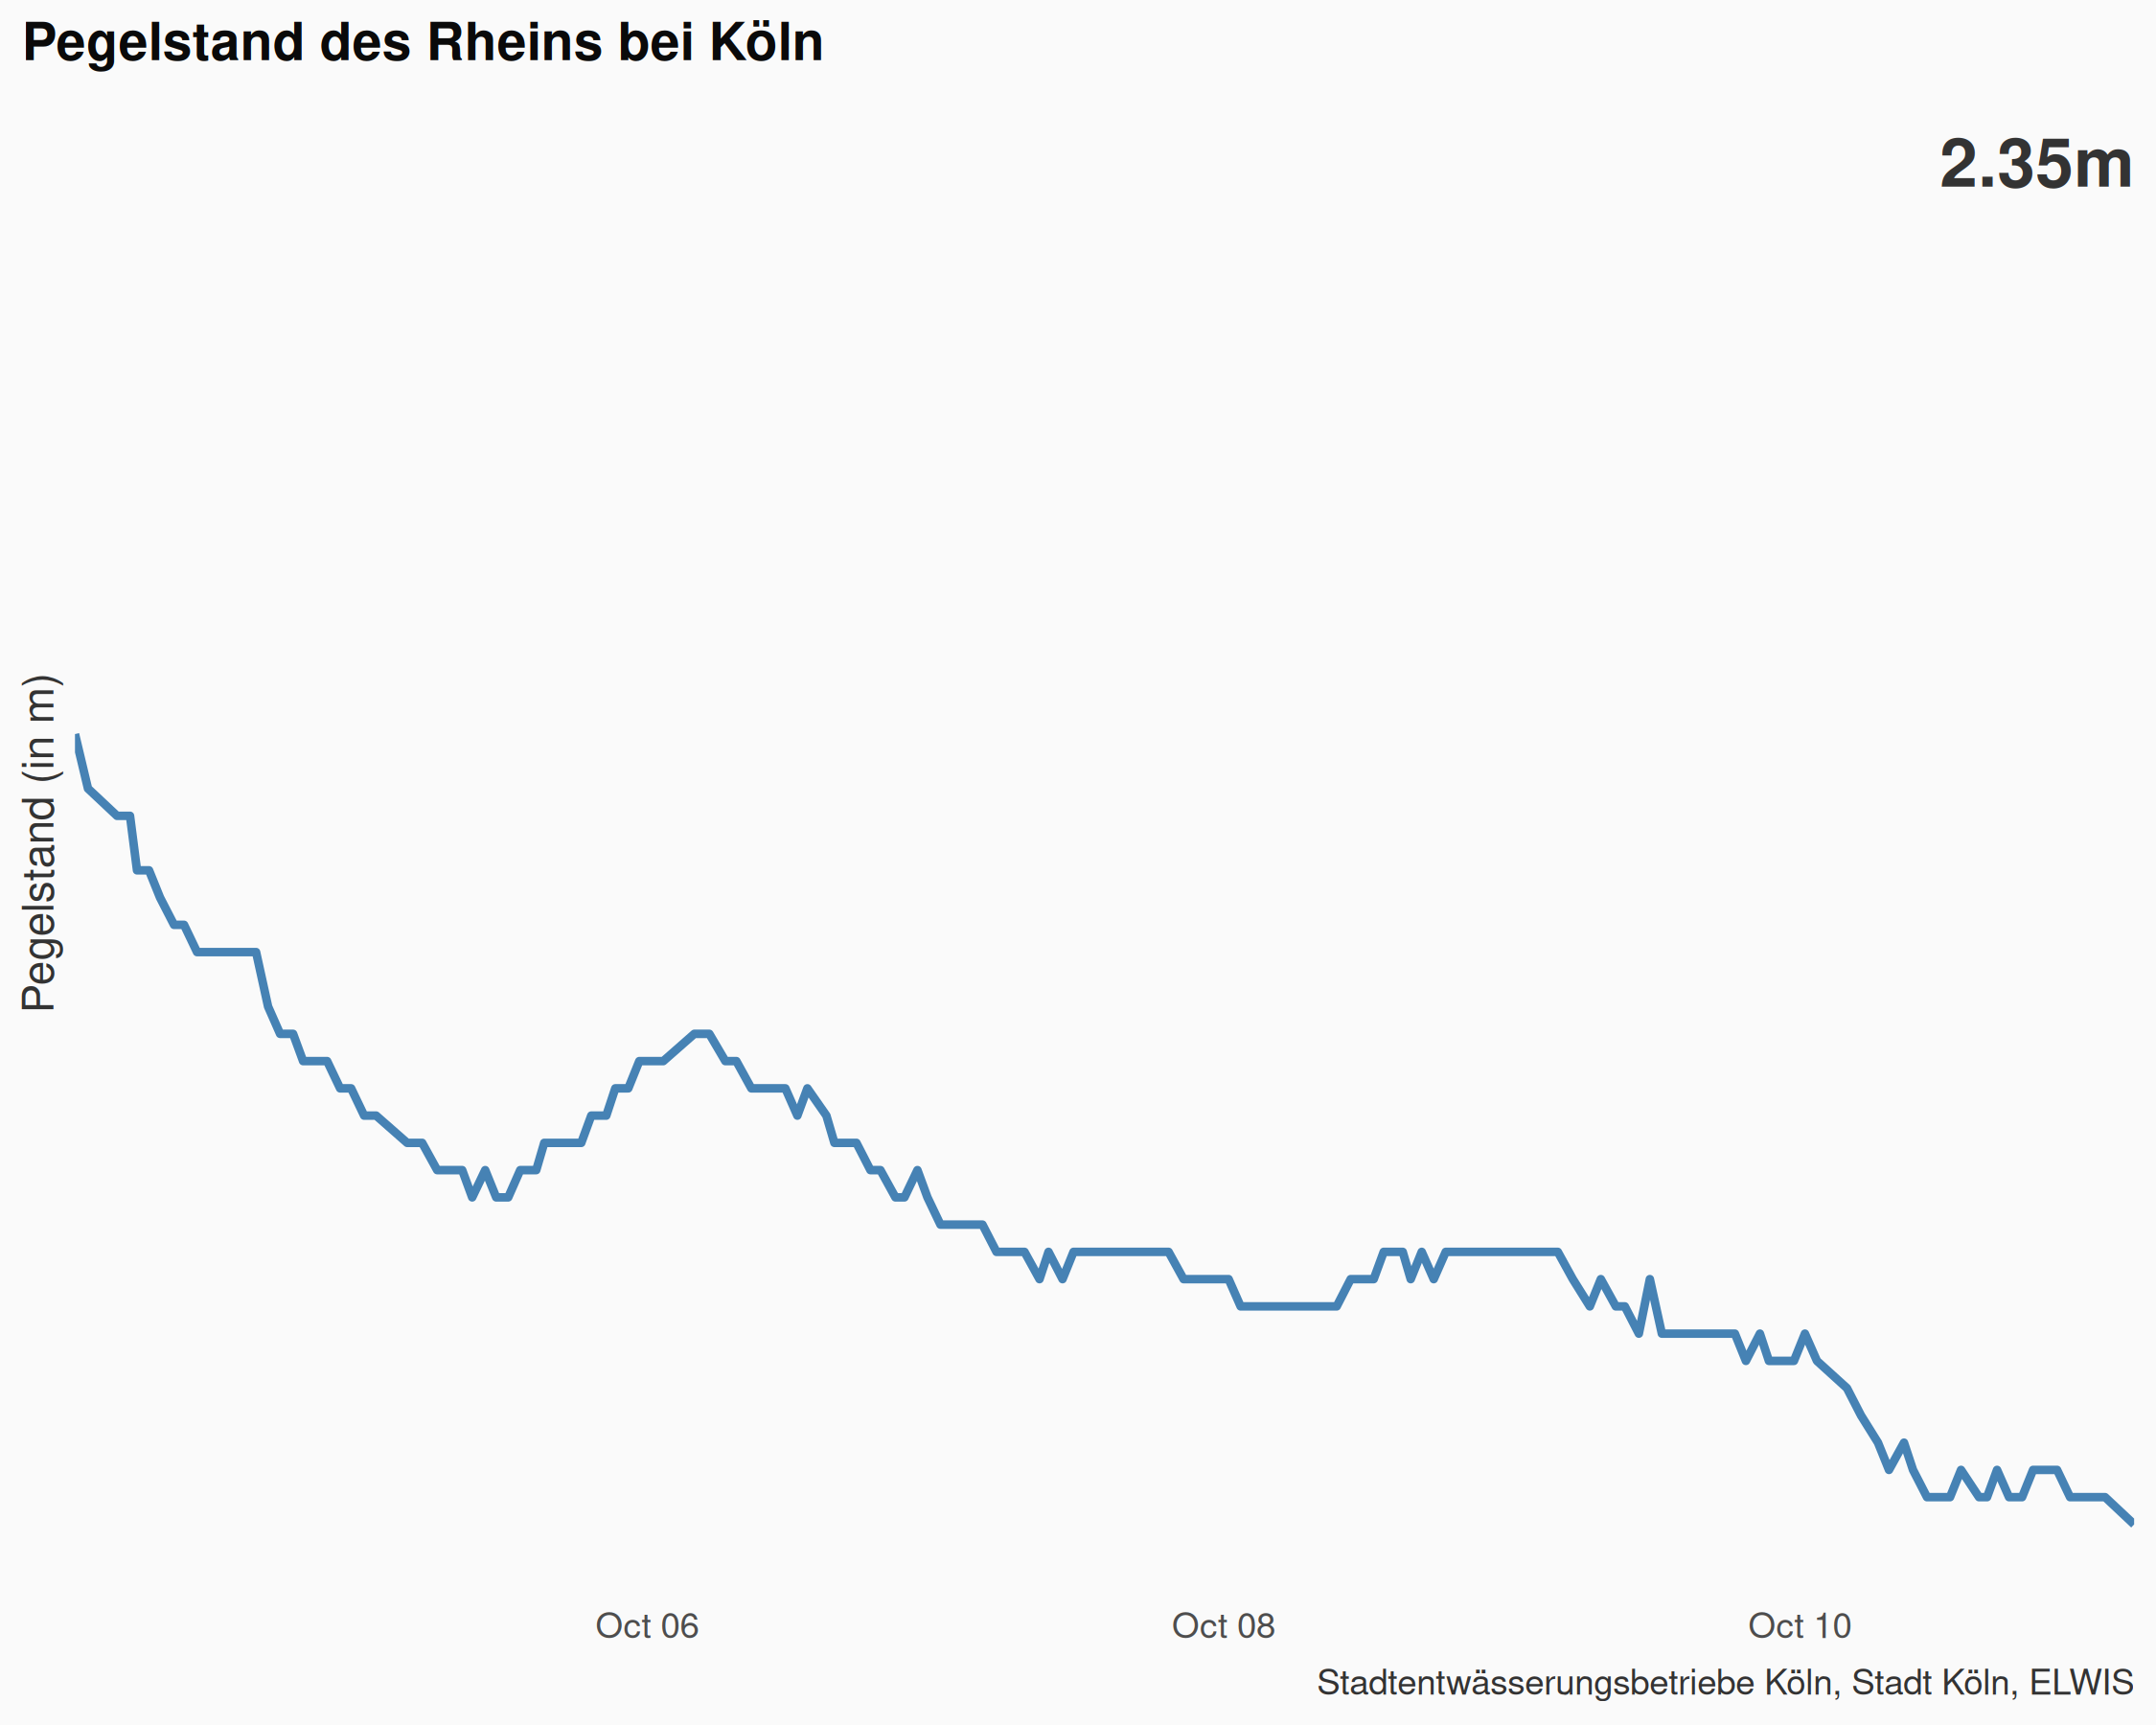 Pegelstand des Rheins bei Köln
2.35m
Pegelstand (in m)
Oct 06
Oct 08
Oct 10
Stadtentwässerungsbetriebe Köln, Stadt Köln, ELWIS